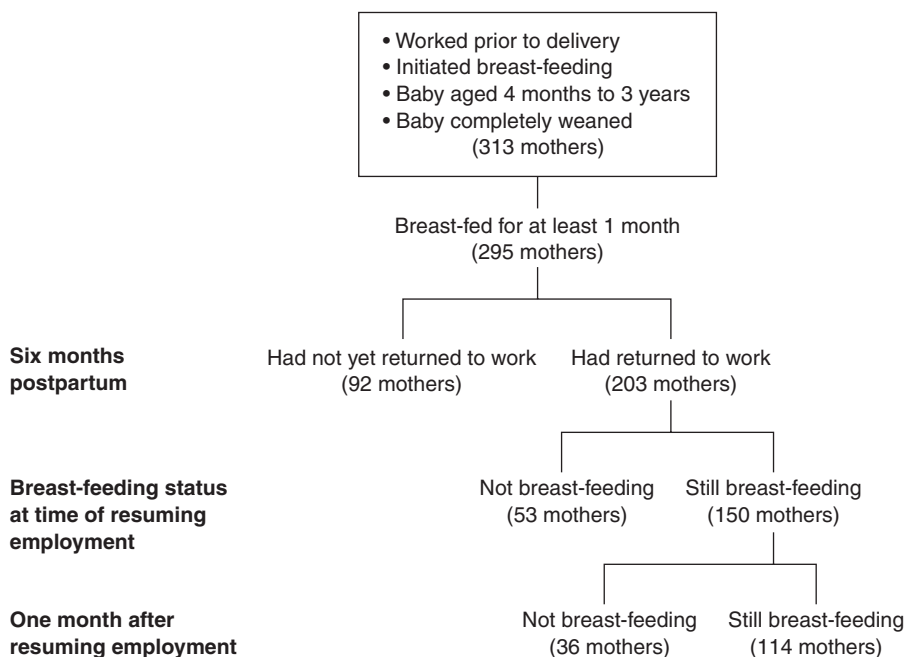 • Worked prior to delivery
• Initiated breast-feeding
• Baby aged 4 months to 3 years
• Baby completely weaned
(313 mothers)
Breast-fed for at least 1 month
(295 mothers)
Six months
postpartum
Had not yet returned to work
(92 mothers)
Had returned to work
(203 mothers)
Breast-feeding status
at time of resuming
employment
Not breast-feeding
(53 mothers)
Still breast-feeding
(150 mothers)
One month after
resuming employment
Not breast-feeding
(36 mothers)
Still breast-feeding
(114 mothers)